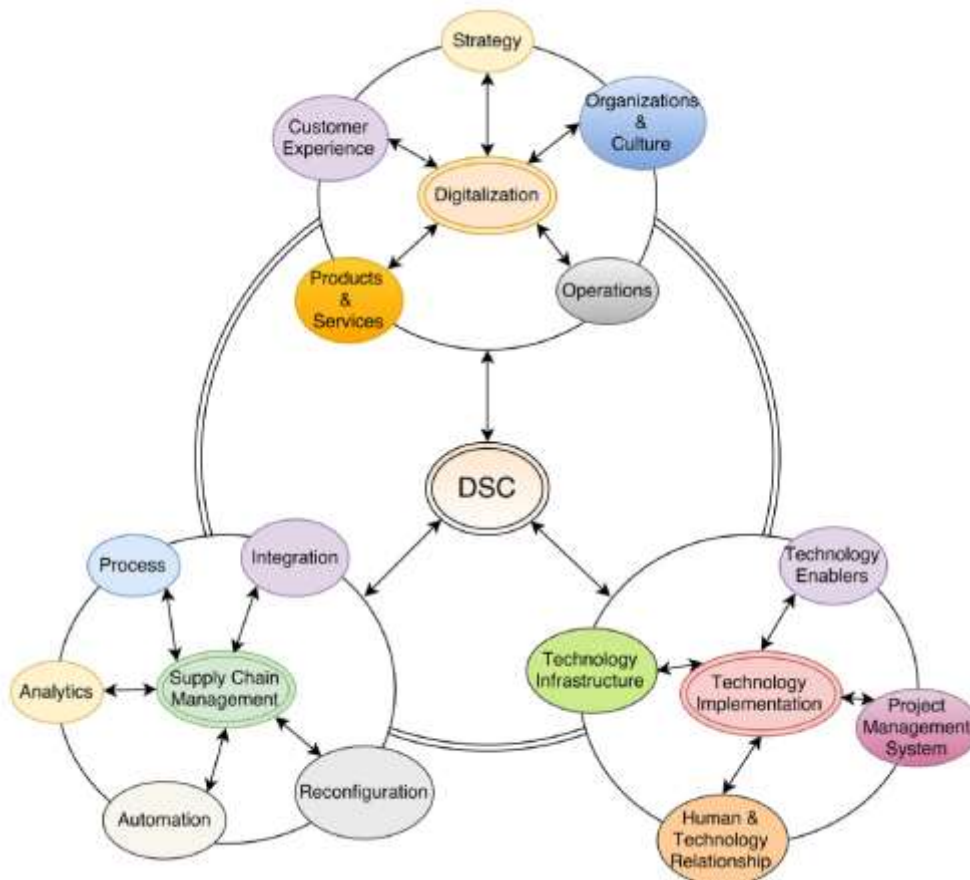 Strategy
Organizations
&
Culture
Customer
Experience
Digitalization
Products
&
Services
Operations
DSC
Process
Integration
Supply Chain
Management
Analytics
Automation
Reconfiguration
Technology
Enablers
Technology
Infrastructure
Technology
Implementation
Project
Management
System
Human &
Technology
Relationship